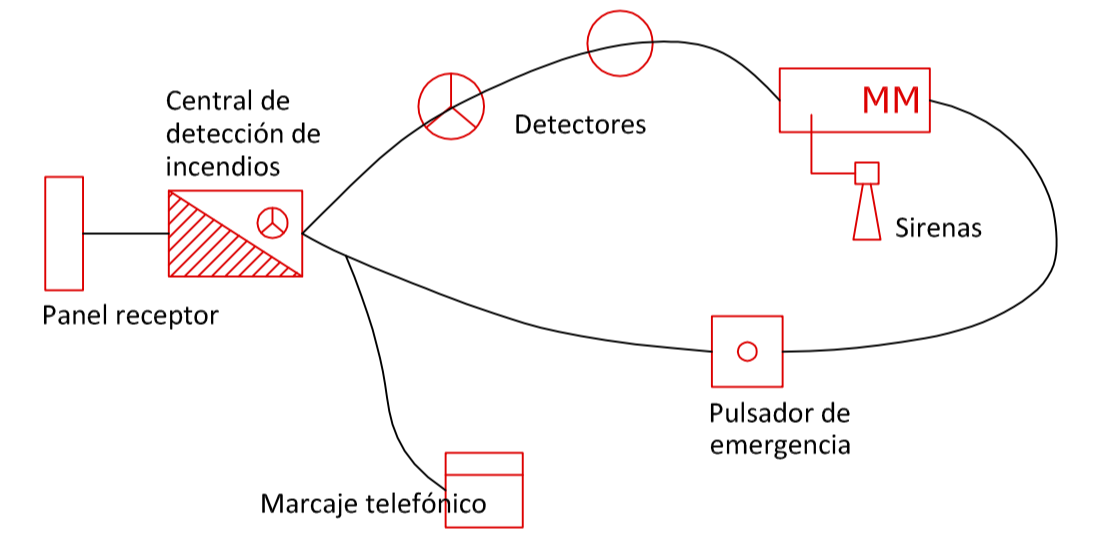 Central de
detección de
incendios
Detectores
MM
Sirenas
Panel receptor
Pulsador de
emergencia
Marcaje telefónico